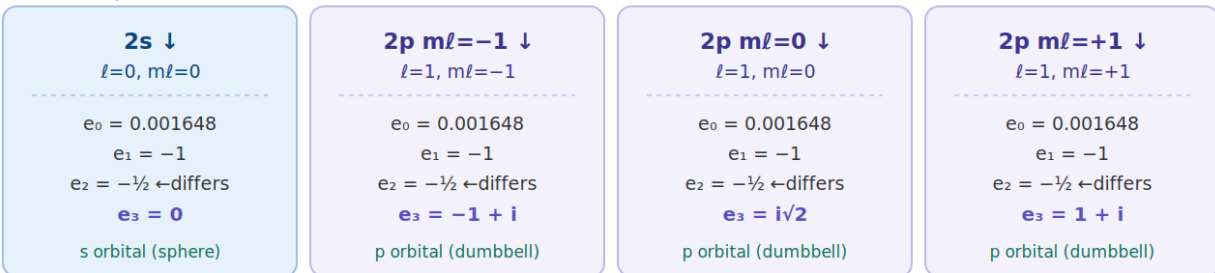 2s ↓
ℓ=0, mℓ=0
e₀ = 0.001648
e₁ = −1
e₂ = −½ ←differs
e₃ = 0
s orbital (sphere)
2p mℓ=−1 ↓
ℓ=1, mℓ=−1
e₀ = 0.001648
e₁ = −1
e₂ = −½ ←differs
e₃ = −1 + i
p orbital (dumbbell)
2p mℓ=0 ↓
ℓ=1, mℓ=0
e₀ = 0.001648
e₁ = −1
e₂ = −½ ←differs
e₃ = i√2
p orbital (dumbbell)
2p mℓ=+1 ↓
ℓ=1, mℓ=+1
e₀ = 0.001648
e₁ = −1
e₂ = −½ ←differs
e₃ = 1 + i
p orbital (dumbbell)